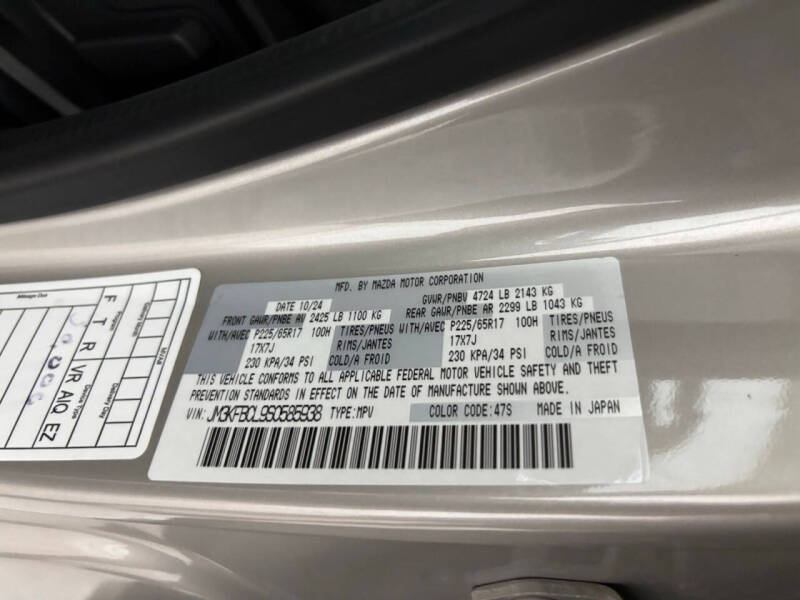 MFD. BY MAZDA MOTOR CORPORATION
DATE 10/24
GVWR/PNBV 4724 LB 2143 KG
FRONT GAWR/PNBE AV 2425 LB 1100 KG
REAR GAWR/PNBE AR 2299 LB 1043 KG
WITH/AVEC P225/65R17 100H TIRES/PNEUS
17X7J RIMS/JANTES
230 KPA/34 PSI COLD/A FROID
WITH/AVEC P225/65R17 100H TIRES/PNEUS
17X7J RIMS/JANTES
230 KPA/34 PSI COLD/A FROID
THIS VEHICLE CONFORMS TO ALL APPLICABLE FEDERAL MOTOR VEHICLE SAFETY AND THEFT
PREVENTION STANDARDS IN EFFECT ON THE DATE OF MANUFACTURE SHOWN ABOVE.
VIN: JM3KFBCL9S0585938 TYPE:MPV COLOR CODE:47S MADE IN JAPAN
Mileage Due
F T R VR AIQ EZ
Service Type